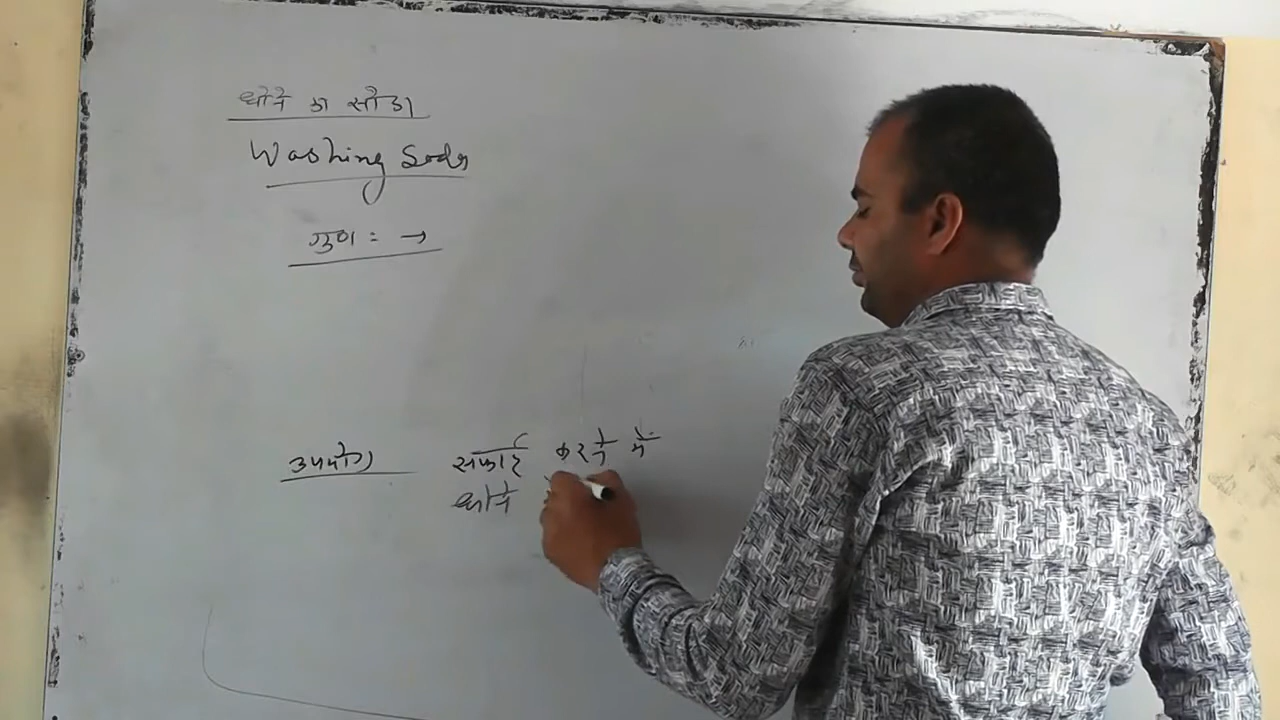 धोने का सोडा
Washing Soda
गुण : →
उपयोग सफाई करने में
धोने